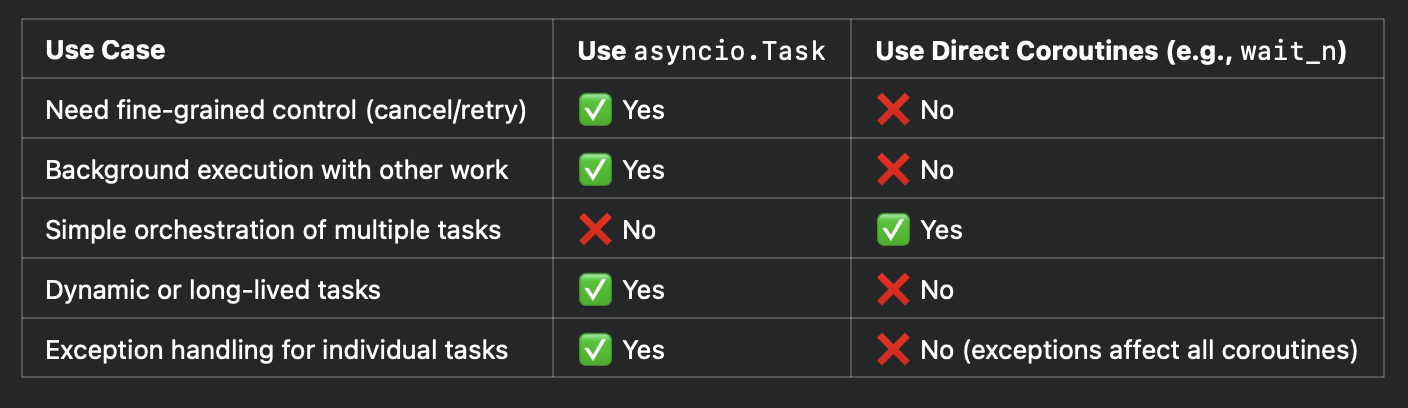 Use Case Use asyncio.Task Use Direct Coroutines (e.g., wait_n)
Need fine-grained control (cancel/retry) ✅ Yes ❌ No
Background execution with other work ✅ Yes ❌ No
Simple orchestration of multiple tasks ❌ No ✅ Yes
Dynamic or long-lived tasks ✅ Yes ❌ No
Exception handling for individual tasks ✅ Yes ❌ No (exceptions affect all coroutines)